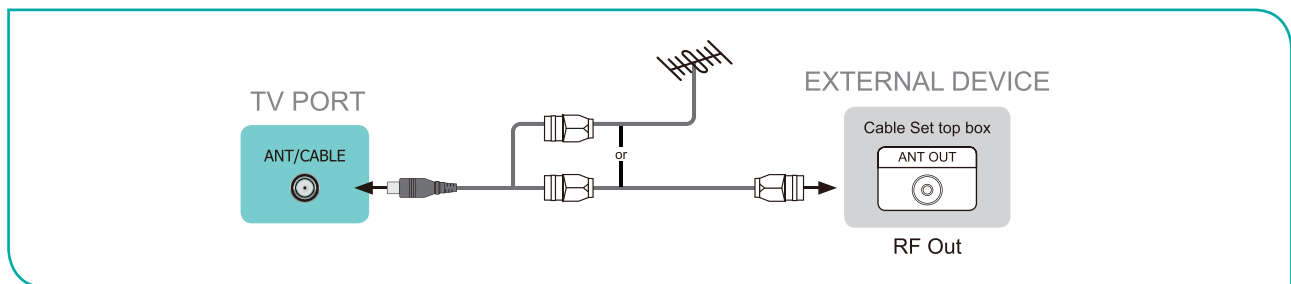 TV PORT
ANT/CABLE
or
EXTERNAL DEVICE
Cable Set top box
ANT OUT
RF Out